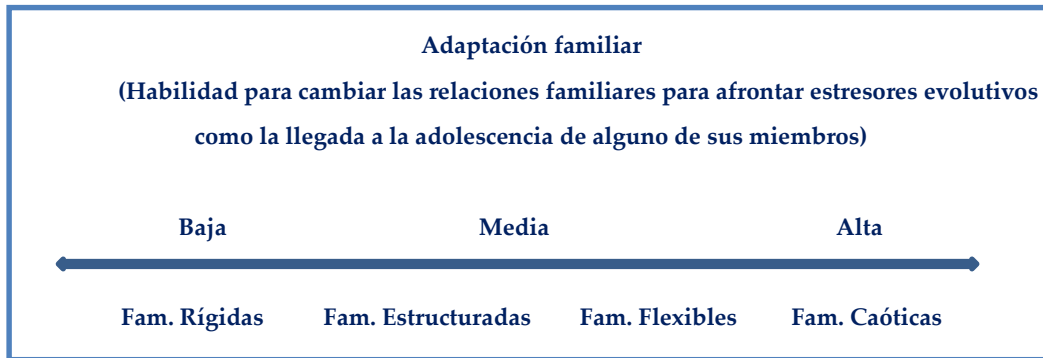 Adaptación familiar
(Habilidad para cambiar las relaciones familiares para afrontar estresores evolutivos
como la llegada a la adolescencia de alguno de sus miembros)
Baja Media Alta
Fam. Rígidas Fam. Estructuradas Fam. Flexibles Fam. Caóticas